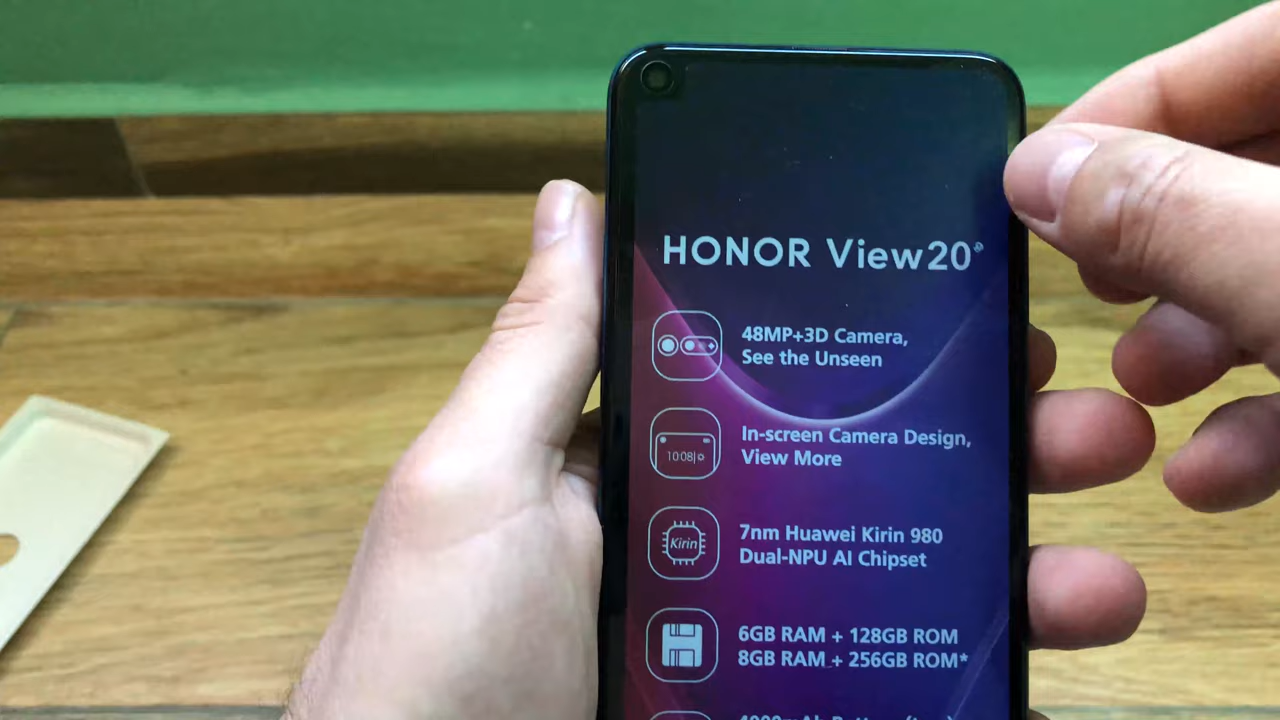 HONOR View20
48MP+3D Camera,
See the Unseen
In-screen Camera Design,
View More
10:08
7nm Huawei Kirin 980
Dual-NPU AI Chipset
Kirin
6GB RAM + 128GB ROM
8GB RAM + 256GB ROM*